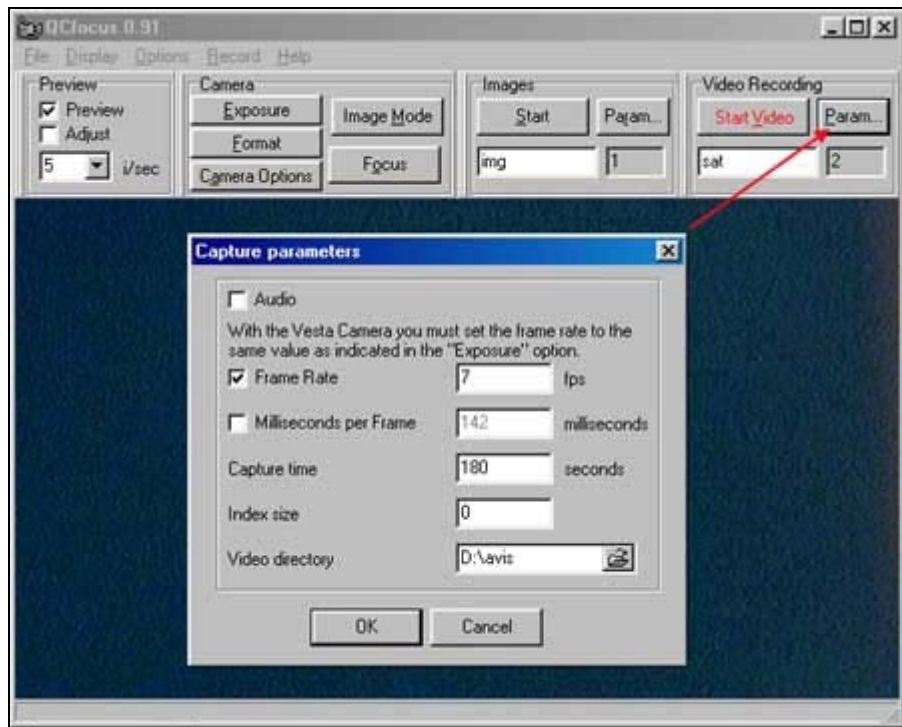 QCfocus 0.91
File Display Options Record Help
Preview
Preview
Adjust
5 i/sec
Camera
Exposure
Format
Camera Options
Image Mode
Focus
Images
Start Param...
img 1
Video Recording
Start Video Param...
sat 2
Capture parameters
Audio
With the Vesta Camera you must set the frame rate to the
same value as indicated in the "Exposure" option.
Frame Rate 7 fps
Milliseconds per Frame 142 milliseconds
Capture time 180 seconds
Index size 0
Video directory D:\avis
OK Cancel